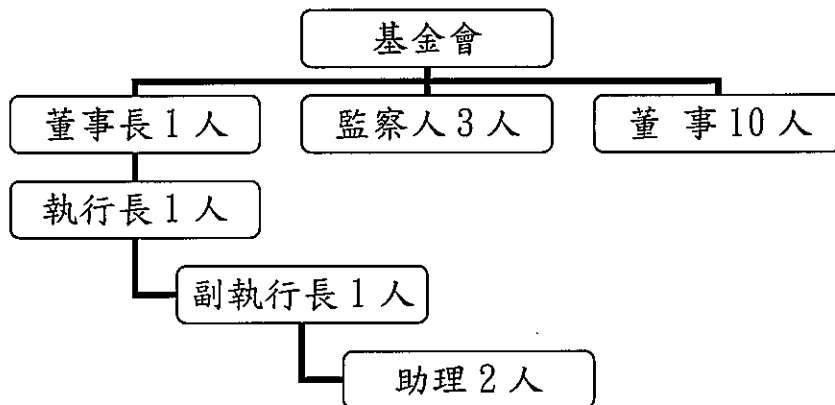 基金會
董事長1人
監察人3人
董 事10人
執行長1人
副執行長1人
助理2人